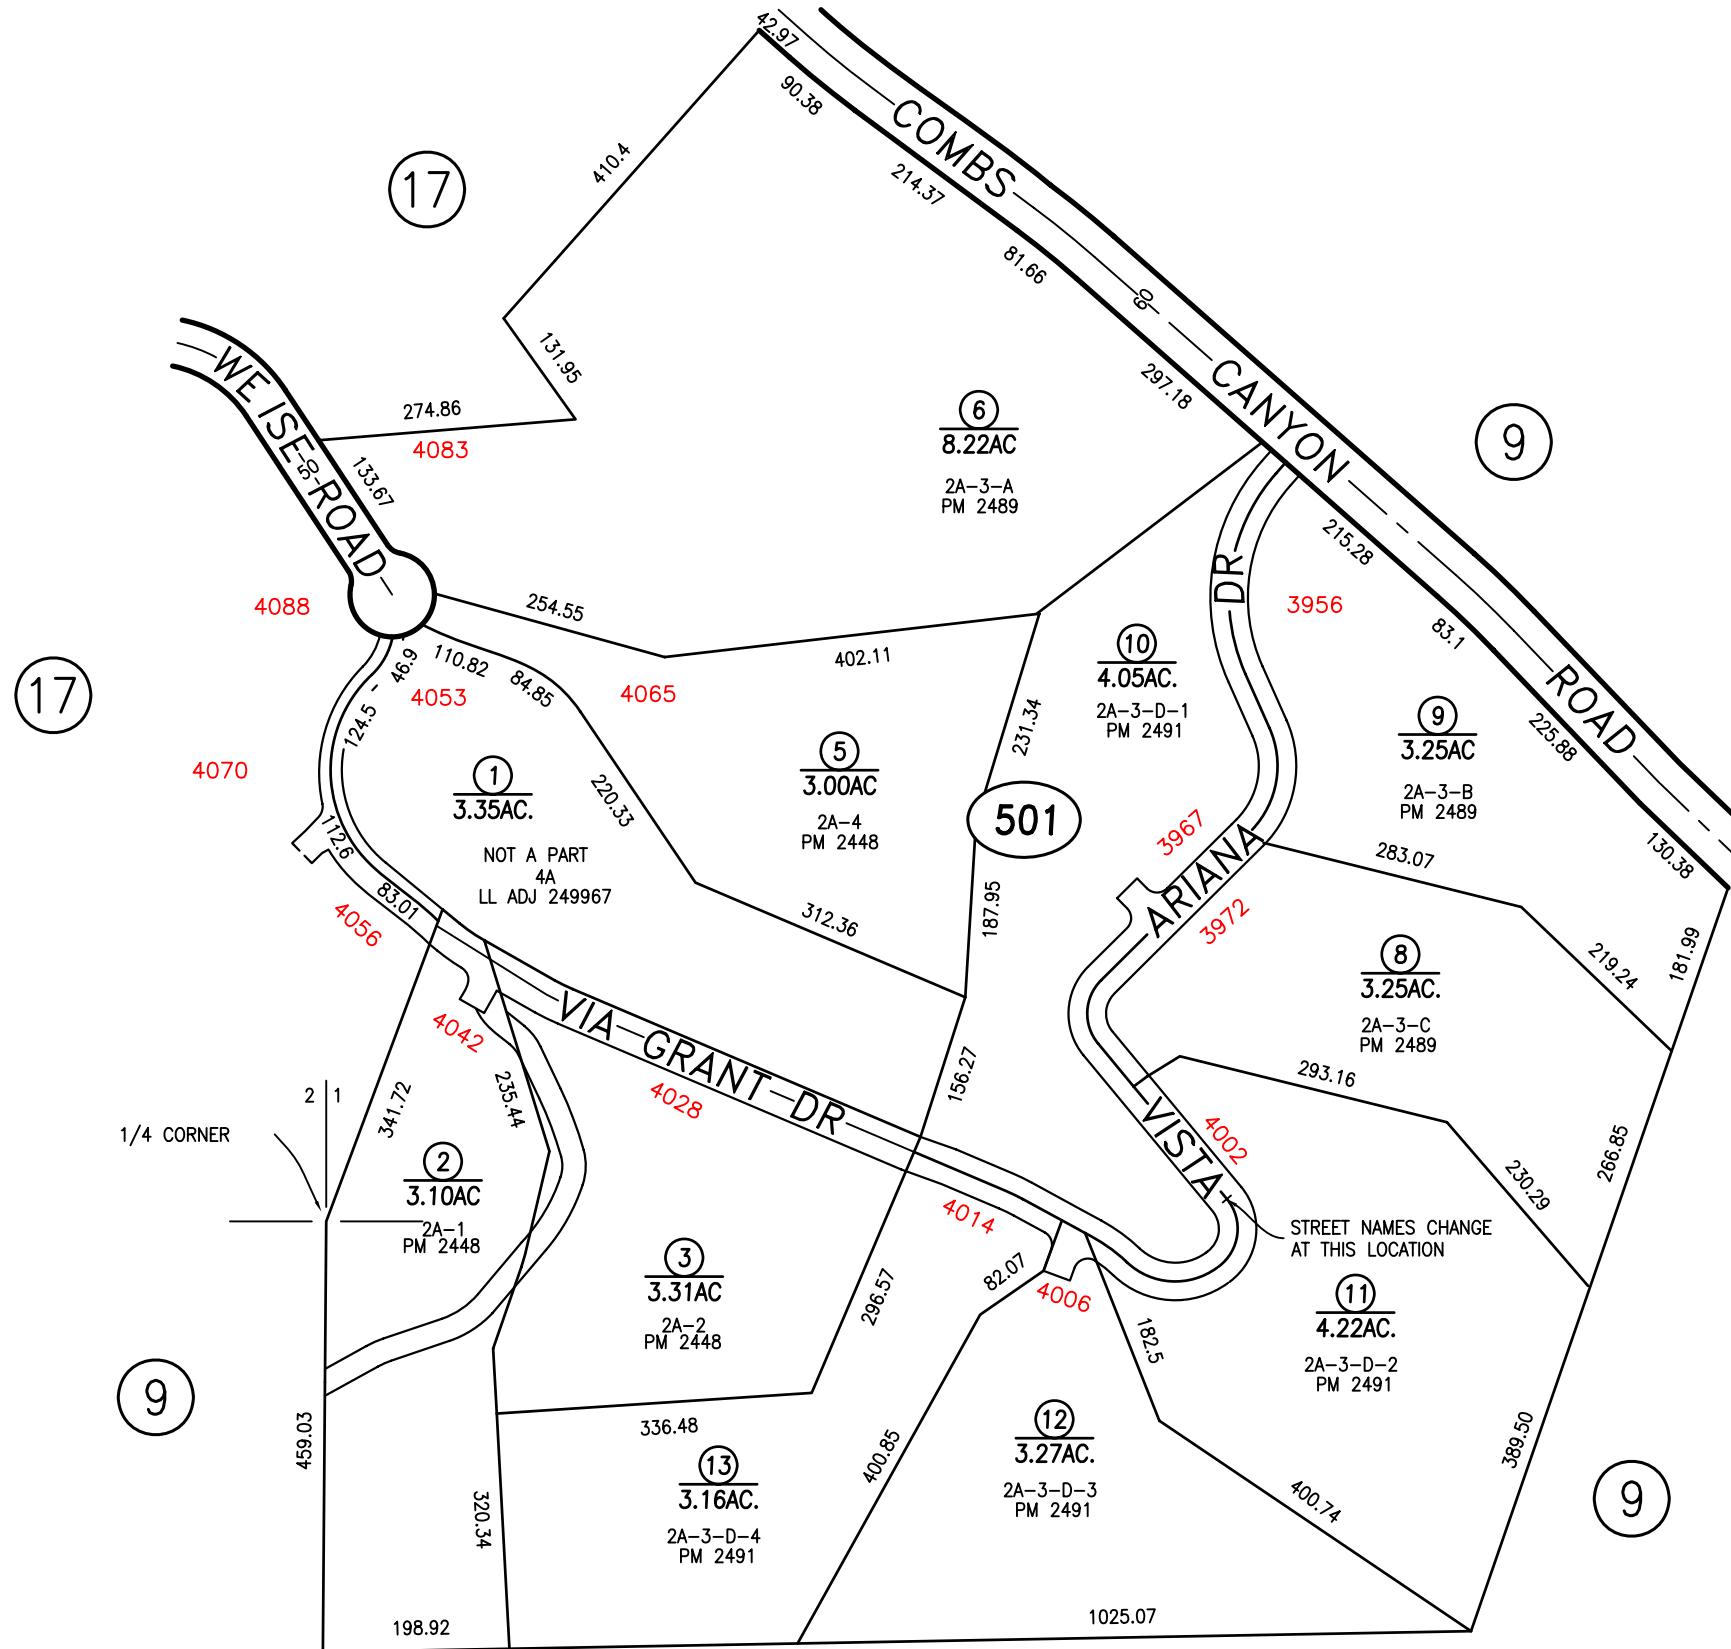 42.97
90.38
COMBS
410.4
17
214.37
81.66
60
131.95
297.18
CANYON
WEISE ROAD
50
274.86
4083
133.67
6
8.22AC
2A-3-A
PM 2489
9
215.28
DR
3956
83.1
4088
254.55
402.11
10
4.05AC.
2A-3-D-1
PM 2491
ROAD
46.9
110.82
84.85
4053
4065
17
124.5
231.34
9
3.25AC
2A-3-B
PM 2489
225.88
4070
1
3.35AC.
NOT A PART
4A
LL ADJ 249967
220.33
5
3.00AC
2A-4
PM 2448
501
3967
ARIANA
283.07
130.38
112.6
83.01
4056
312.36
187.95
3972
8
3.25AC.
2A-3-C
PM 2489
219.24
181.99
4042
VIA GRANT DR
4028
156.27
293.16
2 1
1/4 CORNER
341.72
235.44
VISTA
4002
266.85
2
3.10AC
2A-1
PM 2448
230.29
4014
STREET NAMES CHANGE
AT THIS LOCATION
3
3.31AC
2A-2
PM 2448
296.57
82.07
4006
11
4.22AC.
2A-3-D-2
PM 2491
182.5
9
459.03
336.48
400.85
12
3.27AC.
2A-3-D-3
PM 2491
389.50
13
3.16AC.
2A-3-D-4
PM 2491
320.34
400.74
9
198.92
1025.07